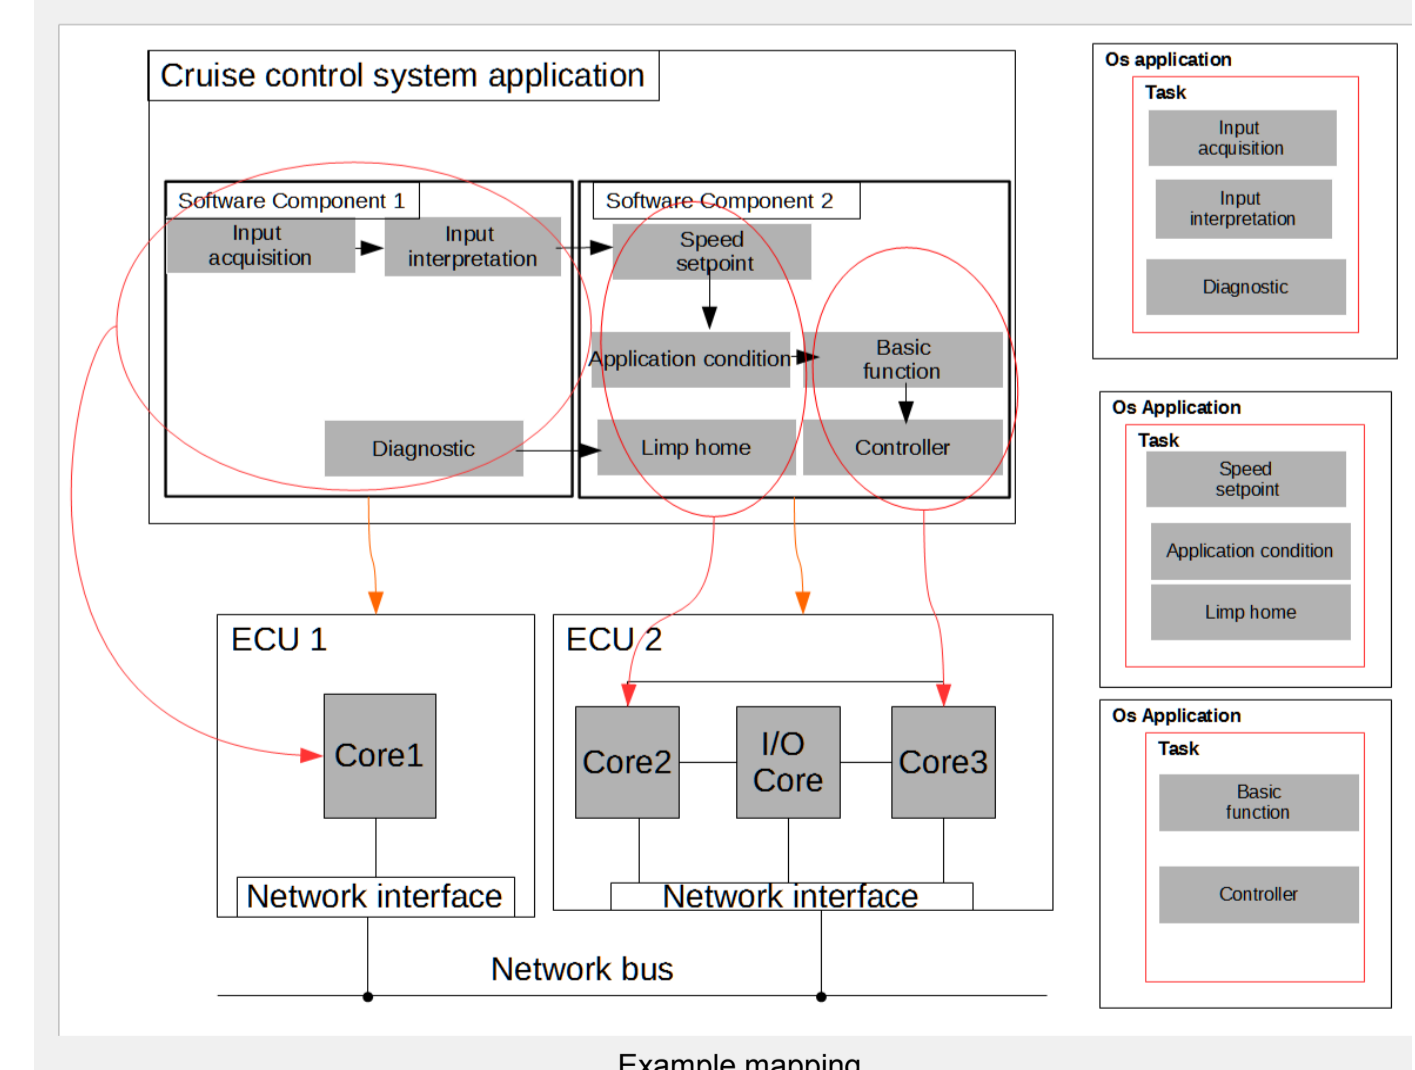 Cruise control system application
Software Component 1
Input
acquisition
Input
interpretation
Diagnostic
Software Component 2
Speed
setpoint
Application condition
Basic
function
Limp home
Controller
ECU 1
Core1
Network interface
ECU 2
Core2
I/O
Core
Core3
Network interface
Network bus
Os application
Task
Input
acquisition
Input
interpretation
Diagnostic
Os Application
Task
Speed
setpoint
Application condition
Limp home
Os Application
Task
Basic
function
Controller
Example mapping